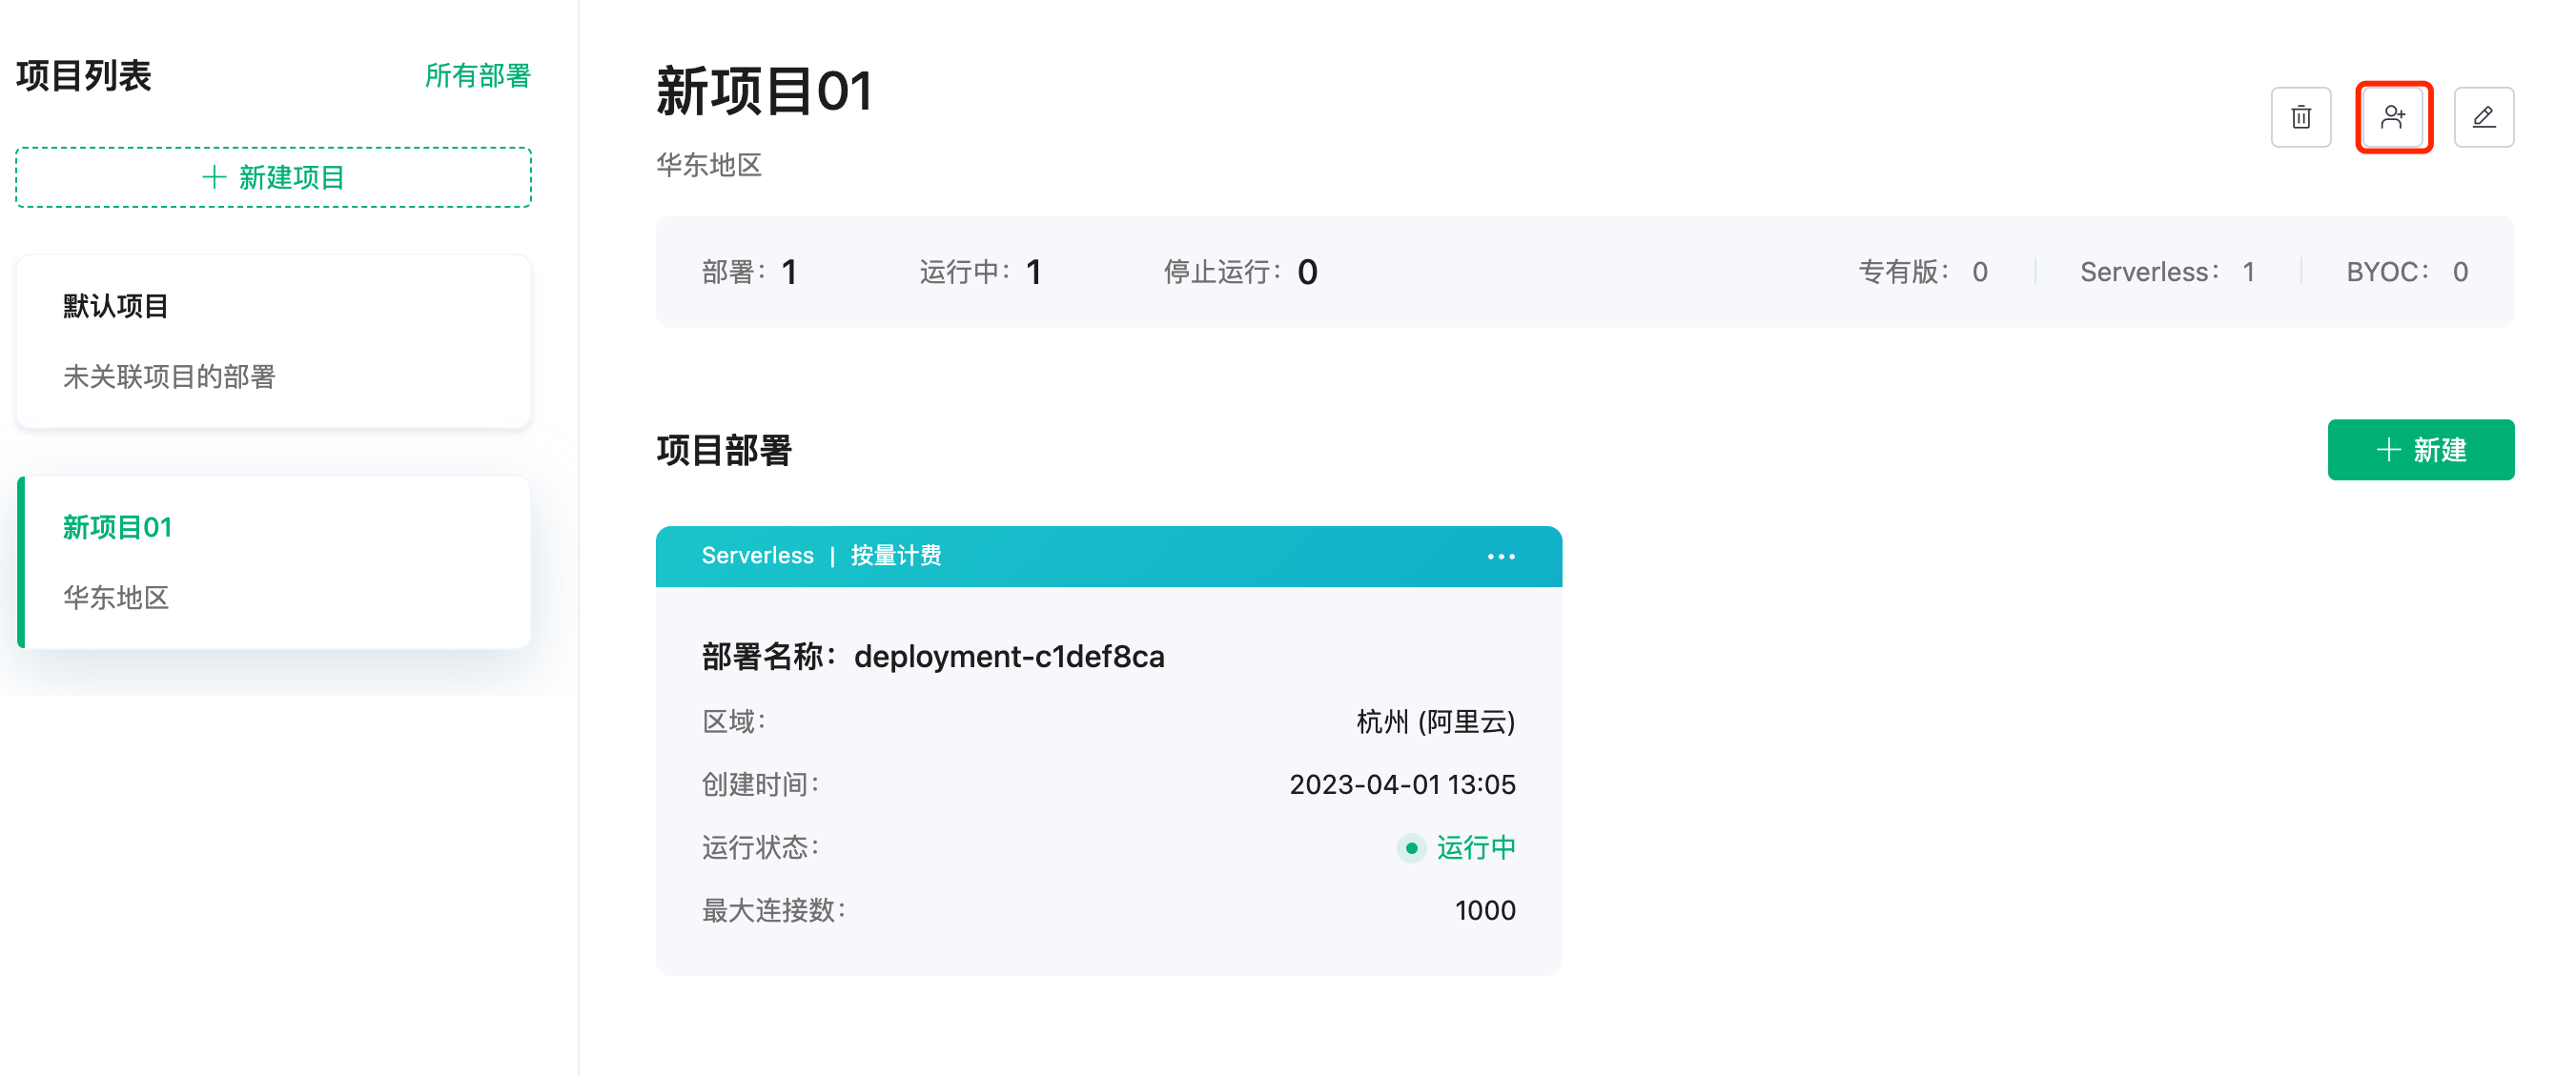 项目列表
所有部署
新建项目
默认项目
未关联项目的部署
新项目01
华东地区
新项目01
华东地区
部署：1 运行中：1 停止运行：0 专有版：0 Serverless：1 BYOC：0
项目部署
新建
Serverless | 按量计费
部署名称：deployment-c1def8ca
区域： 杭州 (阿里云)
创建时间： 2023-04-01 13:05
运行状态： 运行中
最大连接数： 1000